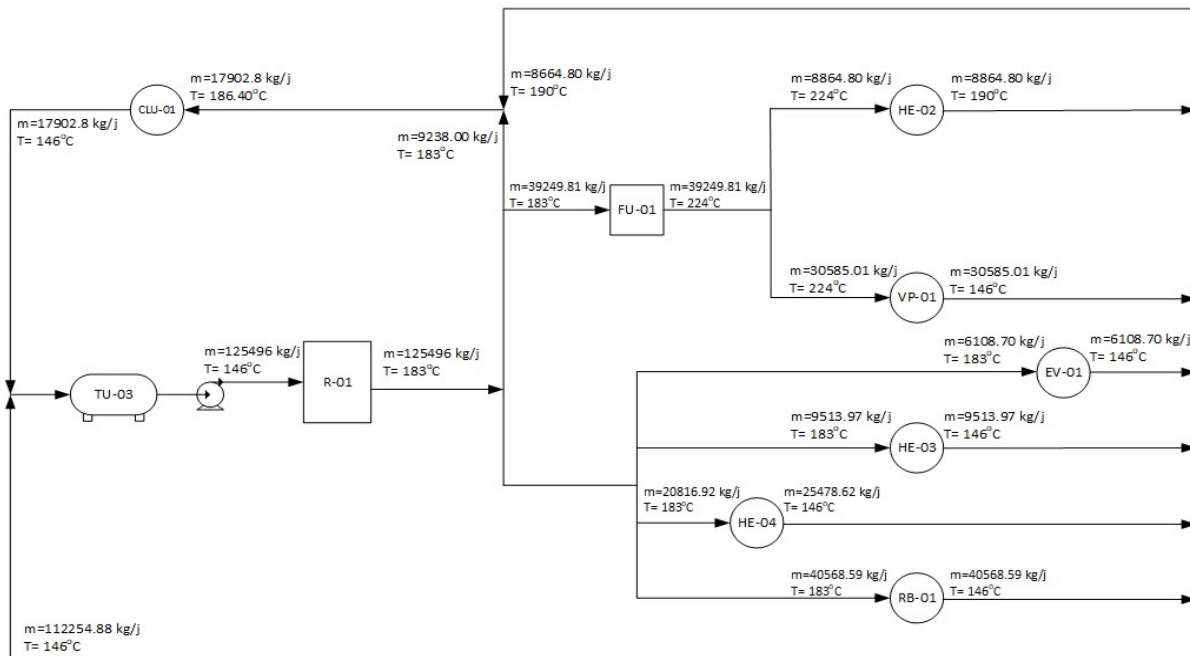 m=8664.80 kg/j
T= 190°C
m=17902.8 kg/j
T= 186.40°C
CLU-01
m=17902.8 kg/j
T= 146°C
m=9238.00 kg/j
T= 183°C
m=8864.80 kg/j
T= 224°C
HE-02
m=8864.80 kg/j
T= 190°C
m=39249.81 kg/j
T= 183°C
FU-01
m=39249.81 kg/j
T= 224°C
m=30585.01 kg/j
T= 224°C
VP-01
m=30585.01 kg/j
T= 146°C
m=125496 kg/j
T= 146°C
R-01
m=125496 kg/j
T= 183°C
TU-03
m=6108.70 kg/j
T= 183°C
EV-01
m=6108.70 kg/j
T= 146°C
m=9513.97 kg/j
T= 183°C
HE-03
m=9513.97 kg/j
T= 146°C
m=20816.92 kg/j
T= 183°C
HE-04
m=25478.62 kg/j
T= 146°C
m=40568.59 kg/j
T= 183°C
RB-01
m=40568.59 kg/j
T= 146°C
m=112254.88 kg/j
T= 146°C